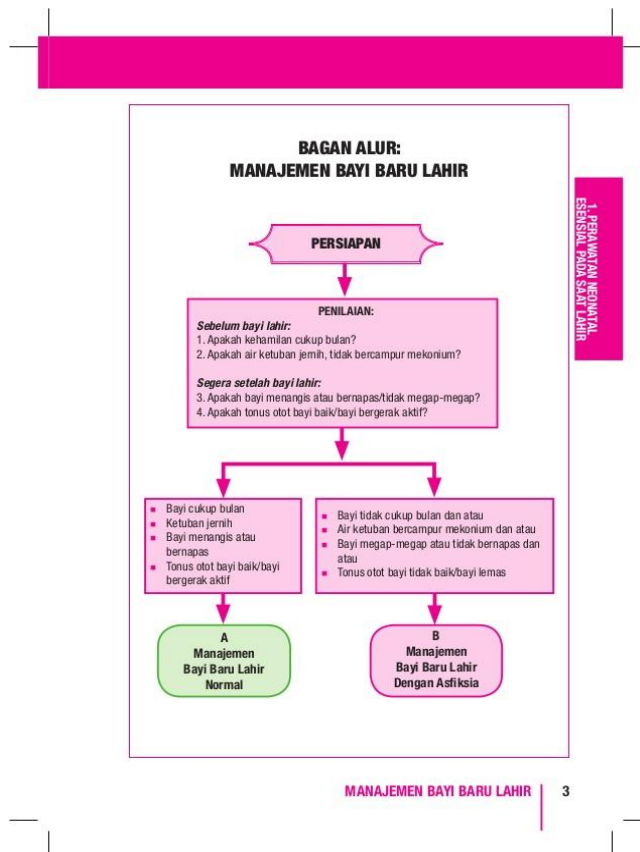 BAGAN ALUR:
MANAJEMEN BAYI BARU LAHIR
1. PERAWATAN NEONATAL
ESENSIAL PADA SAAT LAHIR
PERSIAPAN
PENILAIAN:
Sebelum bayi lahir:
1. Apakah kehamilan cukup bulan?
2. Apakah air ketuban jernih, tidak bercampur mekonium?
Segera setelah bayi lahir:
3. Apakah bayi menangis atau bernapas/tidak megap-megap?
4. Apakah tonus otot bayi baik/bayi bergerak aktif?
▪ Bayi cukup bulan
▪ Ketuban jernih
▪ Bayi menangis atau
bernapas
▪ Tonus otot bayi baik/bayi
bergerak aktif
▪ Bayi tidak cukup bulan dan atau
▪ Air ketuban bercampur mekonium dan atau
▪ Bayi megap-megap atau tidak bernapas dan
atau
▪ Tonus otot bayi tidak baik/bayi lemas
A
Manajemen
Bayi Baru Lahir
Normal
B
Manajemen
Bayi Baru Lahir
Dengan Asfiksia
MANAJEMEN BAYI BARU LAHIR 3